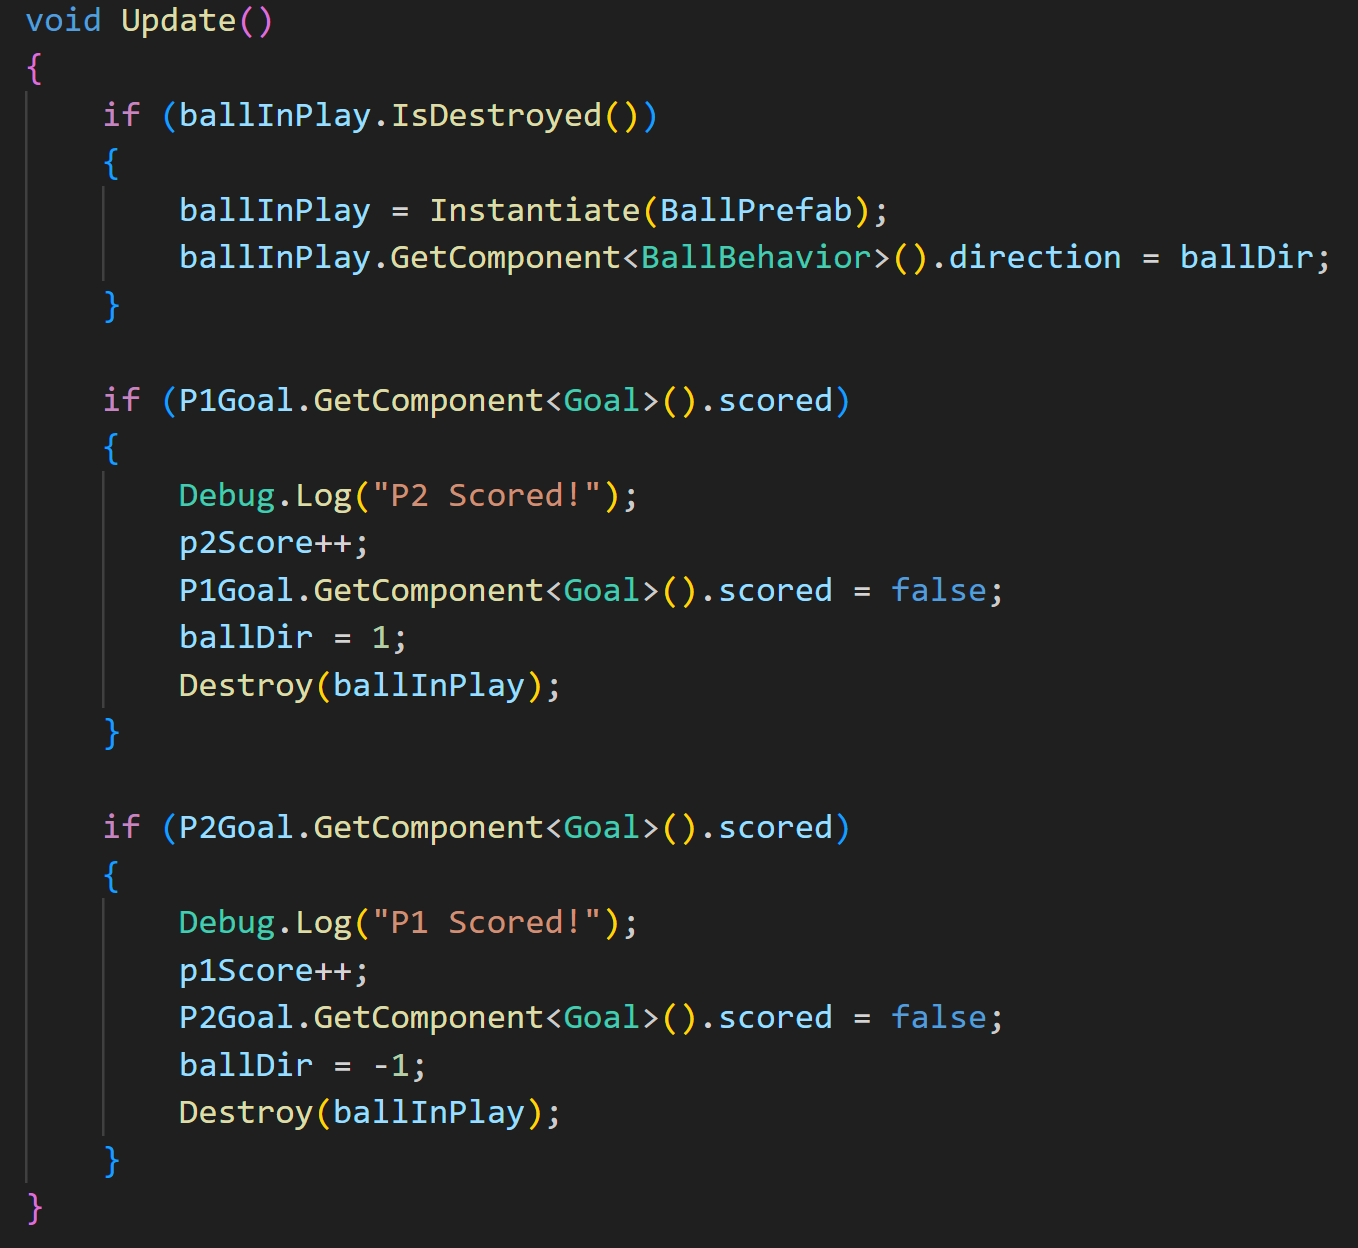 void Update()
{
    if (ballInPlay.IsDestroyed())
    {
        ballInPlay = Instantiate(BallPrefab);
        ballInPlay.GetComponent<BallBehavior>().direction = ballDir;
    }

    if (P1Goal.GetComponent<Goal>().scored)
    {
        Debug.Log("P2 Scored!");
        p2Score++;
        P1Goal.GetComponent<Goal>().scored = false;
        ballDir = 1;
        Destroy(ballInPlay);
    }

    if (P2Goal.GetComponent<Goal>().scored)
    {
        Debug.Log("P1 Scored!");
        p1Score++;
        P2Goal.GetComponent<Goal>().scored = false;
        ballDir = -1;
        Destroy(ballInPlay);
    }
}